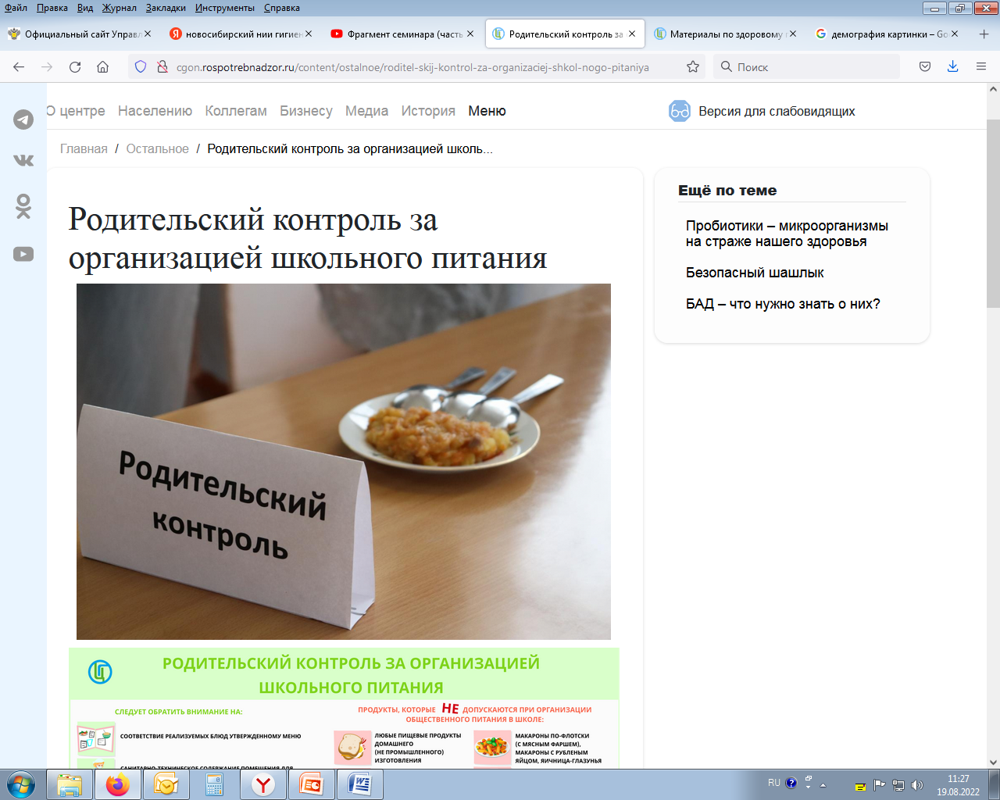 Файл Правка Вид Журнал Закладки Инструменты Справка
Официальный сайт Управл
новосибирский нии гигиен
Фрагмент семинара (часть
Родительский контроль за
Материалы по здоровому
демография картинки – Go
cgon.rospotrebnadzor.ru/content/ostalnoe/roditel-skij-kontrol-za-organizaciej-shkol-nogo-pitaniya
Поиск
О центре Населению Коллегам Бизнесу Медиа История Меню
Версия для слабовидящих
Главная / Остальное / Родительский контроль за организацией школь...
Родительский контроль за
организацией школьного питания
Ещё по теме
Пробиотики – микроорганизмы
на страже нашего здоровья
Безопасный шашлык
БАД – что нужно знать о них?
Родительский
контроль
РОДИТЕЛЬСКИЙ КОНТРОЛЬ ЗА ОРГАНИЗАЦИЕЙ
ШКОЛЬНОГО ПИТАНИЯ
СЛЕДУЕТ ОБРАТИТЬ ВНИМАНИЕ НА:
СООТВЕТСТВИЕ РЕАЛИЗУЕМЫХ БЛЮД УТВЕРЖДЕННОМУ МЕНЮ
САНИТАРНО-ТЕХНИЧЕСКОЕ СОДЕРЖАНИЕ ПОМЕЩЕНИЯ ДЛЯ
ПРОДУКТЫ, КОТОРЫЕ НЕ ДОПУСКАЮТСЯ ПРИ ОРГАНИЗАЦИИ
ОБЩЕСТВЕННОГО ПИТАНИЯ В ШКОЛЕ:
ЛЮБЫЕ ПИЩЕВЫЕ ПРОДУКТЫ
ДОМАШНЕГО
(НЕ ПРОМЫШЛЕННОГО)
ИЗГОТОВЛЕНИЯ
МАКАРОНЫ ПО-ФЛОТСКИ
(С МЯСНЫМ ФАРШЕМ),
МАКАРОНЫ С РУБЛЕНЫМ
ЯЙЦОМ, ЯИЧНИЦА-ГЛАЗУНЬЯ
RU
11:27
19.08.2022